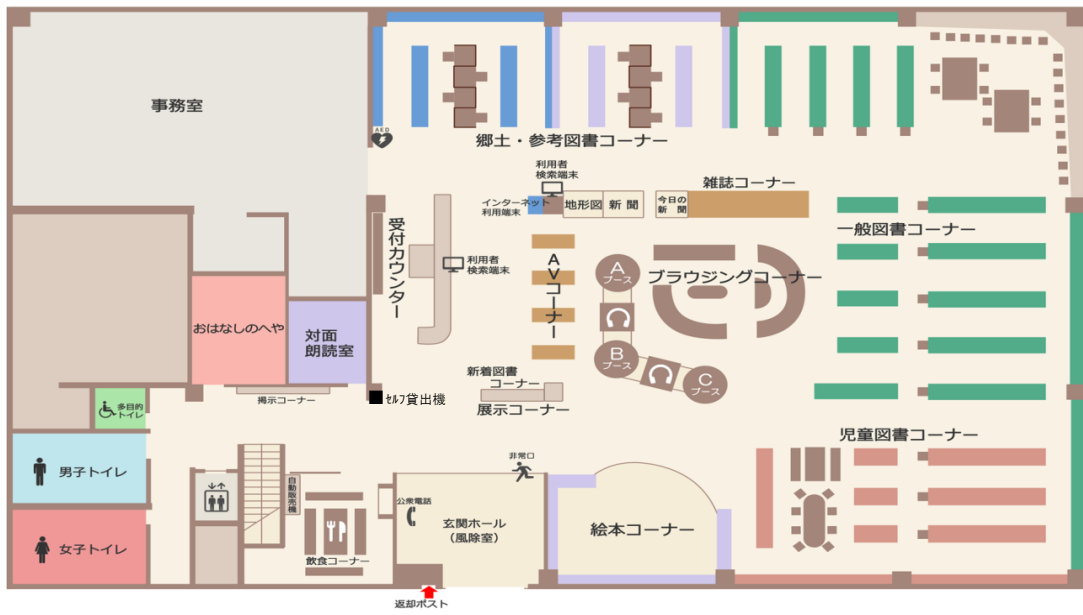 事務室
AED
郷土・参考図書コーナー
利用者
検索端末
インターネット
利用端末
地形図
新聞
今日の
新聞
雑誌コーナー
一般図書コーナー
受付カウンター
利用者
検索端末
AVコーナー
A
ブース
ブラウジングコーナー
おはなしのへや
対面
朗読室
B
ブース
C
ブース
新着図書
コーナー
展示コーナー
掲示コーナー
ｾﾙﾌ貸出機
多目的
トイレ
児童図書コーナー
男子トイレ
非常口
自動販売機
公衆電話
玄関ホール
（風除室）
絵本コーナー
女子トイレ
飲食コーナー
返却ポスト